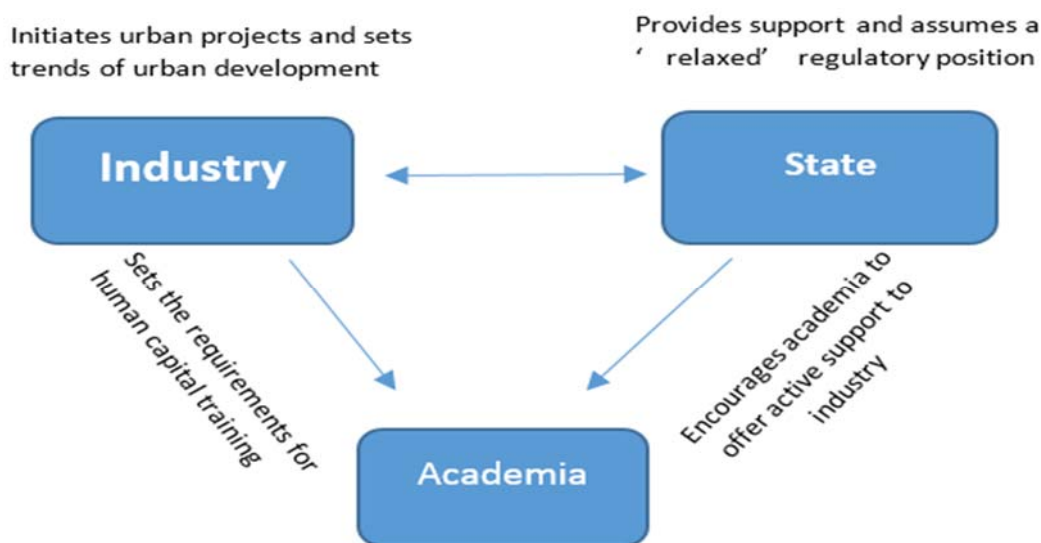 Initiates urban projects and sets
trends of urban development
Provides support and assumes a
‘ relaxed’ regulatory position
Industry
State
Sets the requirements for
human capital training
Encourages academia to
offer active support to
industry
Academia